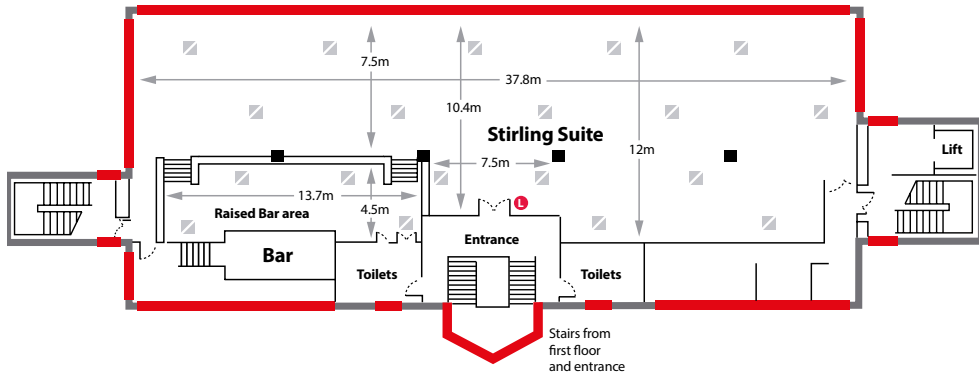 7.5m
37.8m
10.4m
Stirling Suite
12m
Lift
7.5m
13.7m
4.5m
Raised Bar area
L
Entrance
Bar
Toilets
Toilets
Stairs from
first floor
and entrance